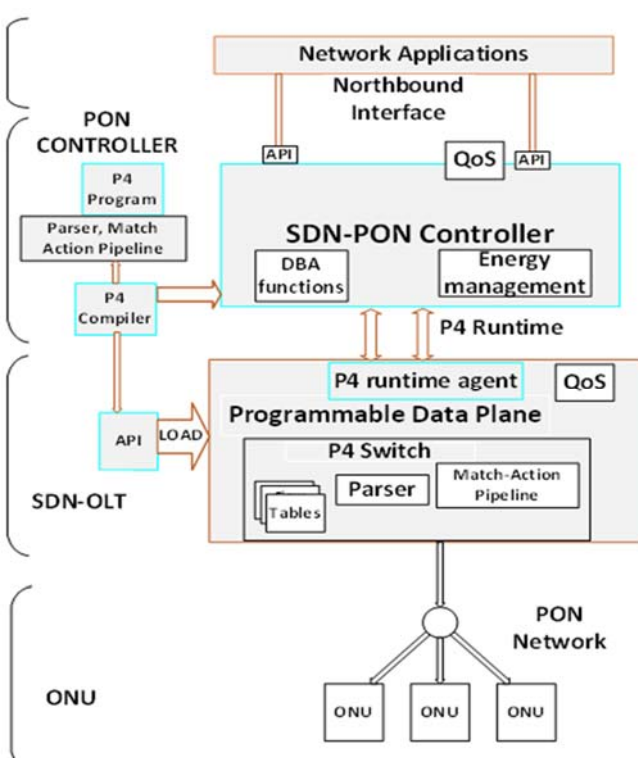 Network Applications
Northbound
Interface
PON
CONTROLLER
API
QoS
API
P4
Program
Parser, Match
Action Pipeline
SDN-PON Controller
DBA
functions
Energy
management
P4
Compiler
P4 Runtime
P4 runtime agent
QoS
Programmable Data Plane
API
LOAD
P4 Switch
Parser
Match-Action
Pipeline
Tables
SDN-OLT
PON
Network
ONU
ONU
ONU
ONU